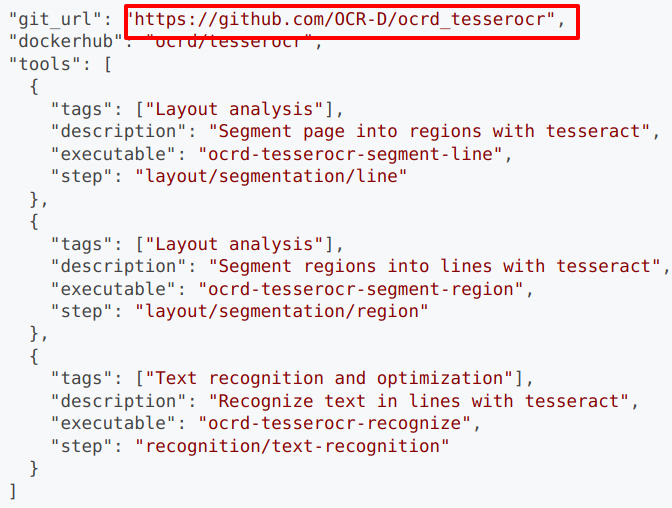 "git_url": "https://github.com/OCR-D/ocrd_tesserocr",
"dockerhub": "ocrd/tesserocr",
"tools": [
  {
    "tags": ["Layout analysis"],
    "description": "Segment page into regions with tesseract",
    "executable": "ocrd-tesserocr-segment-line",
    "step": "layout/segmentation/line"
  },
  {
    "tags": ["Layout analysis"],
    "description": "Segment regions into lines with tesseract",
    "executable": "ocrd-tesserocr-segment-region",
    "step": "layout/segmentation/region"
  },
  {
    "tags": ["Text recognition and optimization"],
    "description": "Recognize text in lines with tesseract",
    "executable": "ocrd-tesserocr-recognize",
    "step": "recognition/text-recognition"
  }
]